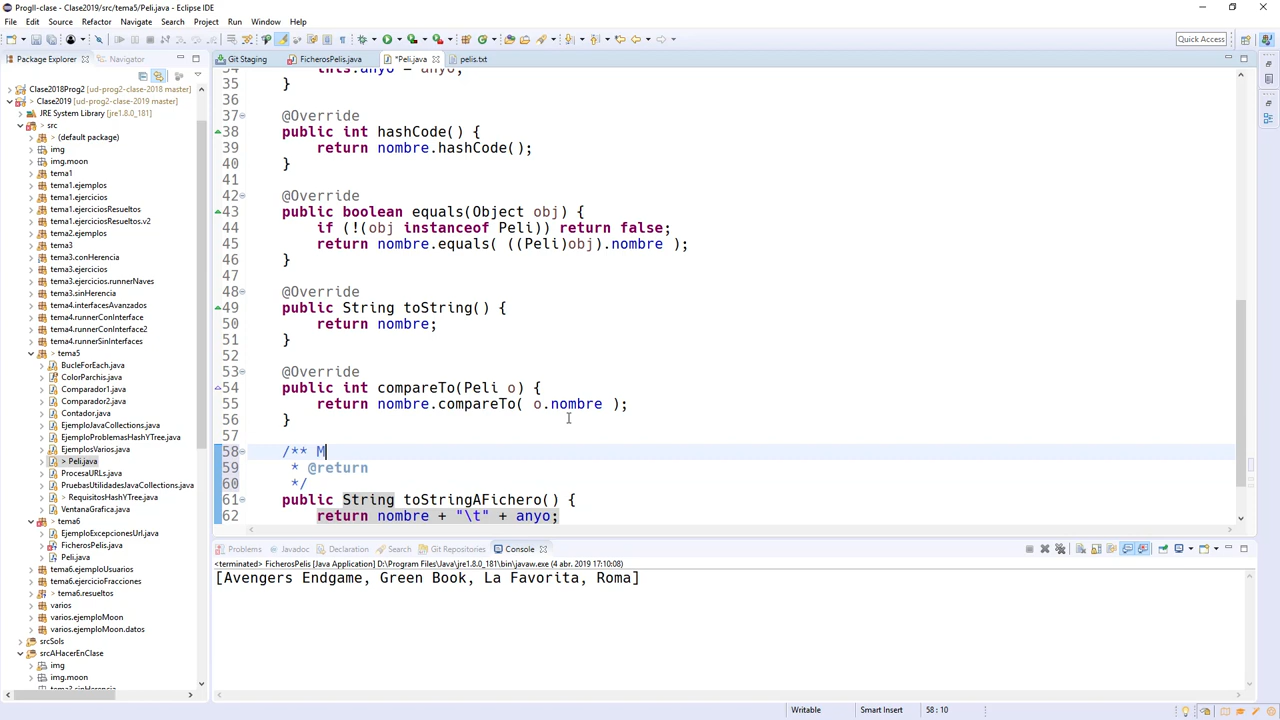 ProgII-clase - Clase2019/src/tema5/Peli.java - Eclipse IDE
File Edit Source Refactor Navigate Search Project Run Window Help
Quick Access
Package Explorer Navigator
Git Staging FicherosPelis.java *Peli.java pelis.txt
Clase2018Prog2 [ud-prog2-clase-2018 master]
Clase2019 [ud-prog2-clase-2019 master]
JRE System Library [jre1.8.0_181]
src
(default package)
img
img.moon
tema1
tema1.ejemplos
tema1.ejercicios
tema1.ejerciciosResueltos
tema1.ejerciciosResueltos.v2
tema2.ejemplos
tema3
tema3.conHerencia
tema3.ejercicios
tema3.ejercicios.runnerNaves
tema3.sinHerencia
tema4.interfacesAvanzados
tema4.runnerConInterface
tema4.runnerConInterface2
tema4.runnerSinInterfaces
tema5
BucleForEach.java
ColorParchis.java
Comparador1.java
Comparador2.java
Contador.java
EjemploJavaCollections.java
EjemploProblemasHashYTree.java
EjemplosVarios.java
> Peli.java
ProcesaURLs.java
PruebasUtilidadesJavaCollections.java
> RequisitosHashYTree.java
VentanaGrafica.java
tema6
EjemploExcepcionesUrl.java
FicherosPelis.java
Peli.java
tema6.ejemploUsuarios
tema6.ejercicioFracciones
tema6.resueltos
varios
varios.ejemploMoon
varios.ejemploMoon.datos
srcSols
srcAHacerEnClase
img
img.moon
tema3.sinHerencia
34 this.anyo = anyo;
35 }
36
37 @Override
38 public int hashCode() {
39 return nombre.hashCode();
40 }
41
42 @Override
43 public boolean equals(Object obj) {
44 if (!(obj instanceof Peli)) return false;
45 return nombre.equals( ((Peli)obj).nombre );
46 }
47
48 @Override
49 public String toString() {
50 return nombre;
51 }
52
53 @Override
54 public int compareTo(Peli o) {
55 return nombre.compareTo( o.nombre );
56 }
57
58 /** M
59 * @return
60 */
61 public String toStringAFichero() {
62 return nombre + "\t" + anyo;
Problems Javadoc Declaration Search Git Repositories Console
<terminated> FicherosPelis [Java Application] D:\Program Files\Java\jre1.8.0_181\bin\javaw.exe (4 abr. 2019 17:10:08)
[Avengers Endgame, Green Book, La Favorita, Roma]
Writable Smart Insert 58 : 10